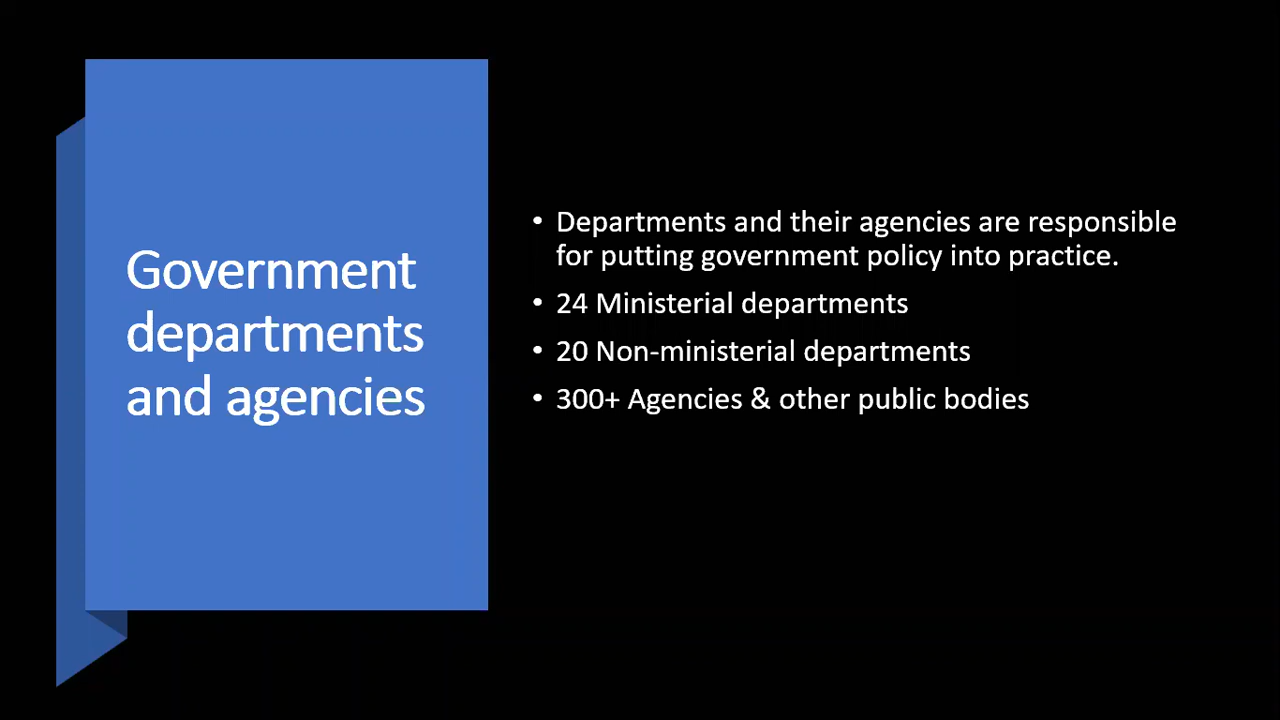 Government
departments
and agencies
• Departments and their agencies are responsible
for putting government policy into practice.
• 24 Ministerial departments
• 20 Non-ministerial departments
• 300+ Agencies & other public bodies